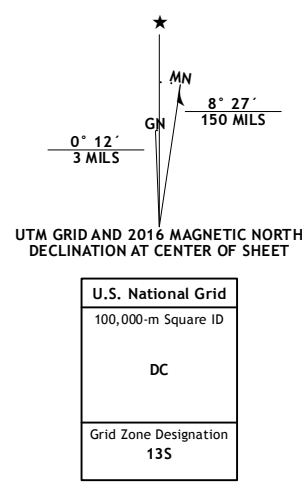 ★
MN
GN
8° 27´
150 MILS
0° 12´
3 MILS
UTM GRID AND 2016 MAGNETIC NORTH
DECLINATION AT CENTER OF SHEET
U.S. National Grid
100,000-m Square ID
DC
Grid Zone Designation
13S